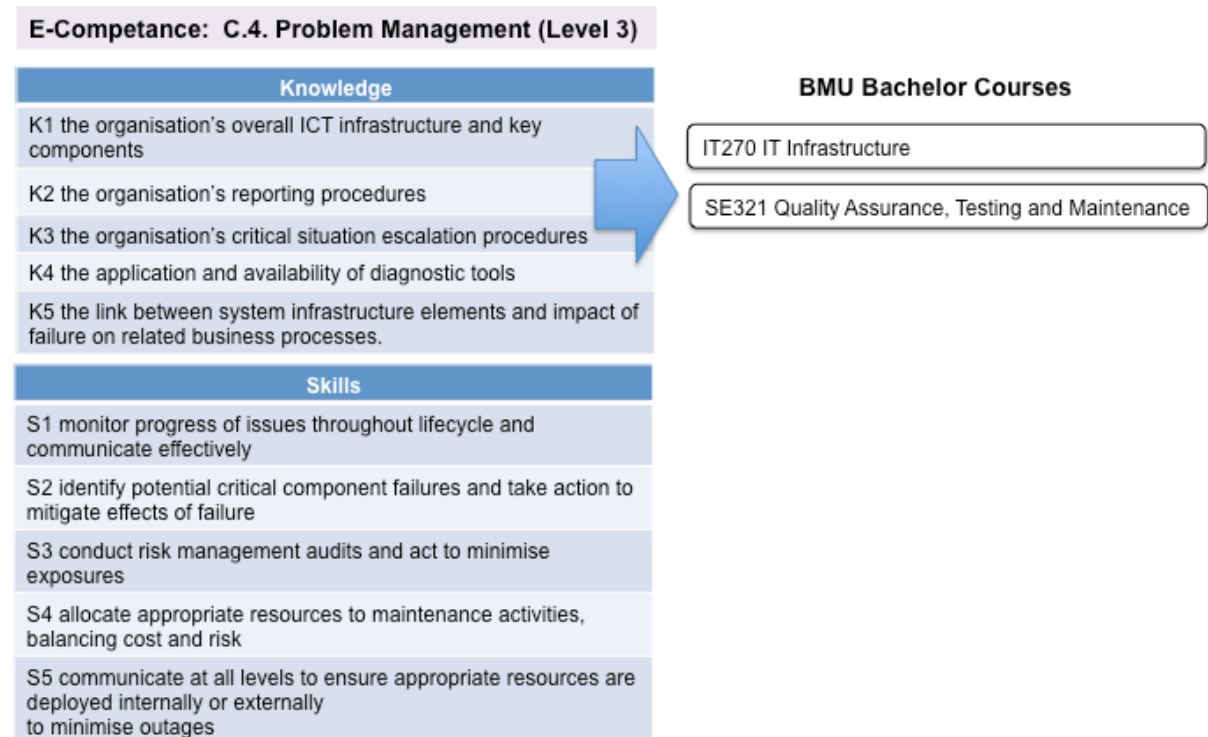 E-Competance: C.4. Problem Management (Level 3)
Knowledge
K1 the organisation's overall ICT infrastructure and key
components
K2 the organisation's reporting procedures
K3 the organisation's critical situation escalation procedures
K4 the application and availability of diagnostic tools
K5 the link between system infrastructure elements and impact of
failure on related business processes.
Skills
S1 monitor progress of issues throughout lifecycle and
communicate effectively
S2 identify potential critical component failures and take action to
mitigate effects of failure
S3 conduct risk management audits and act to minimise
exposures
S4 allocate appropriate resources to maintenance activities,
balancing cost and risk
S5 communicate at all levels to ensure appropriate resources are
deployed internally or externally
to minimise outages
BMU Bachelor Courses
IT270 IT Infrastructure
SE321 Quality Assurance, Testing and Maintenance